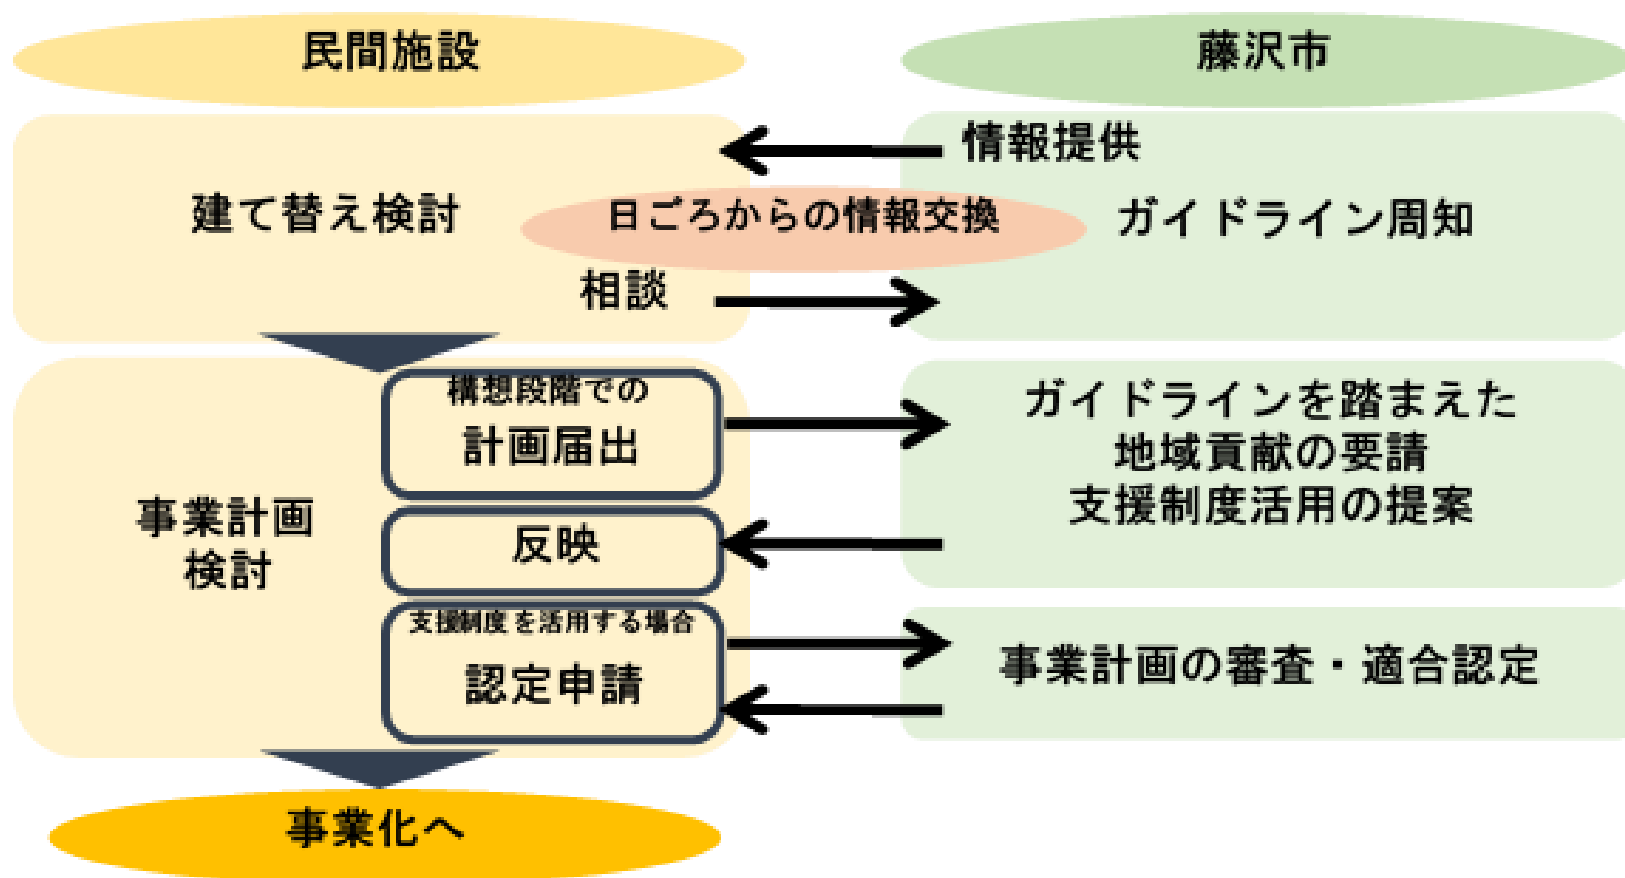 民間施設
藤沢市
情報提供
建て替え検討
日ごろからの情報交換
ガイドライン周知
相談
構想段階での
計画届出
ガイドラインを踏まえた
地域貢献の要請
支援制度活用の提案
事業計画
検討
反映
支援制度を活用する場合
認定申請
事業計画の審査・適合認定
事業化へ